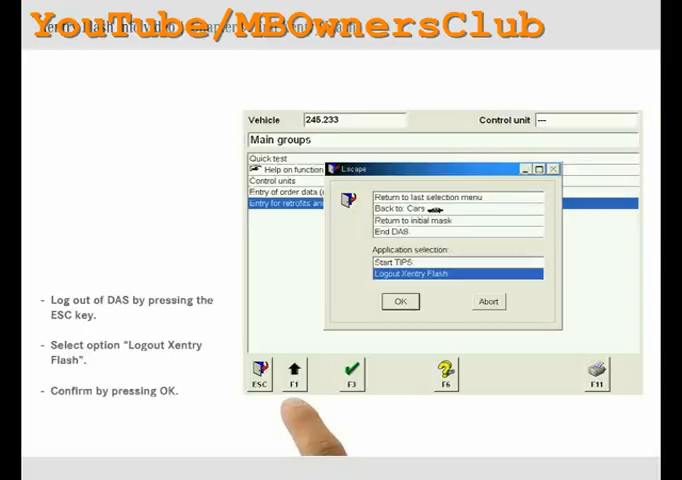 YouTube/MBOwnersClub
Vehicle 245.233 Control unit ---
Main groups
Quick test
Help on function
Control units
Entry of order data (
Entry for retrofits and
Escape
Return to last selection menu
Back to: Cars
Return to initial mask
End DAS
Application selection:
Start TIPS
Logout Xentry Flash
OK Abort
- Log out of DAS by pressing the
ESC key.
- Select option "Logout Xentry
Flash".
- Confirm by pressing OK.
ESC F1 F3 F6 F11